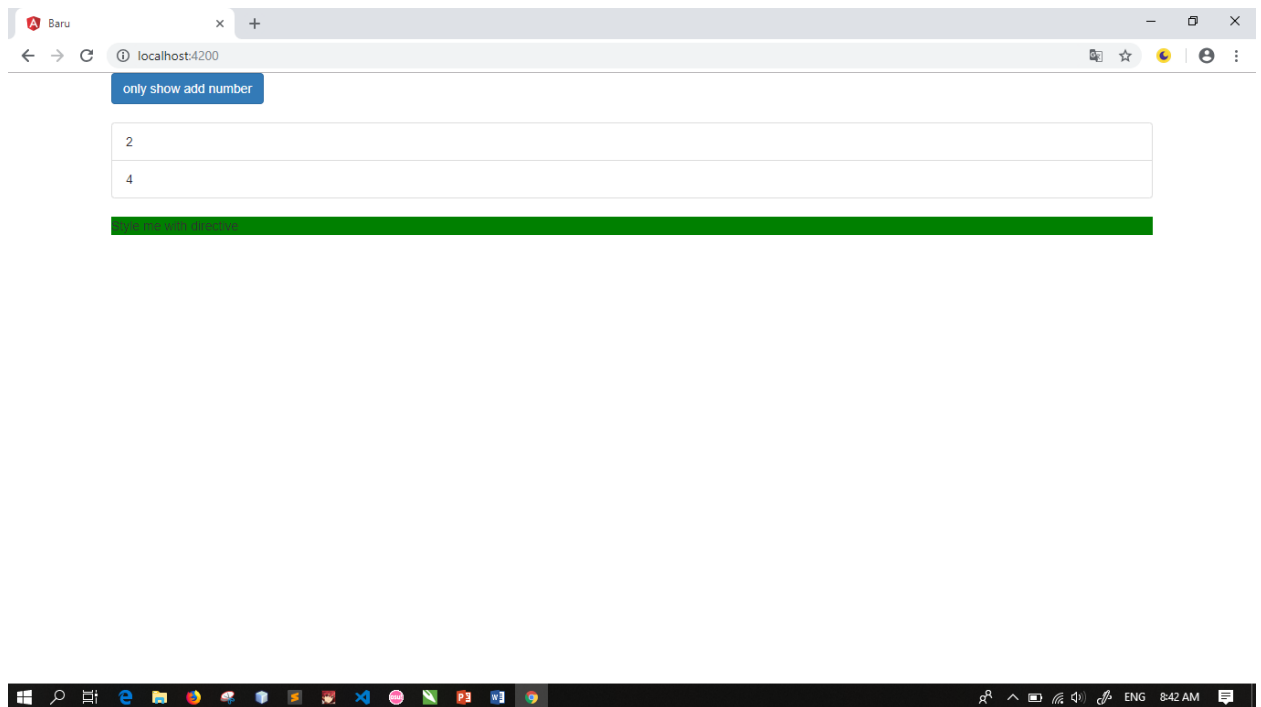 Baru
localhost:4200
only show add number
2
4
Style me with directive
ENG 8:42 AM